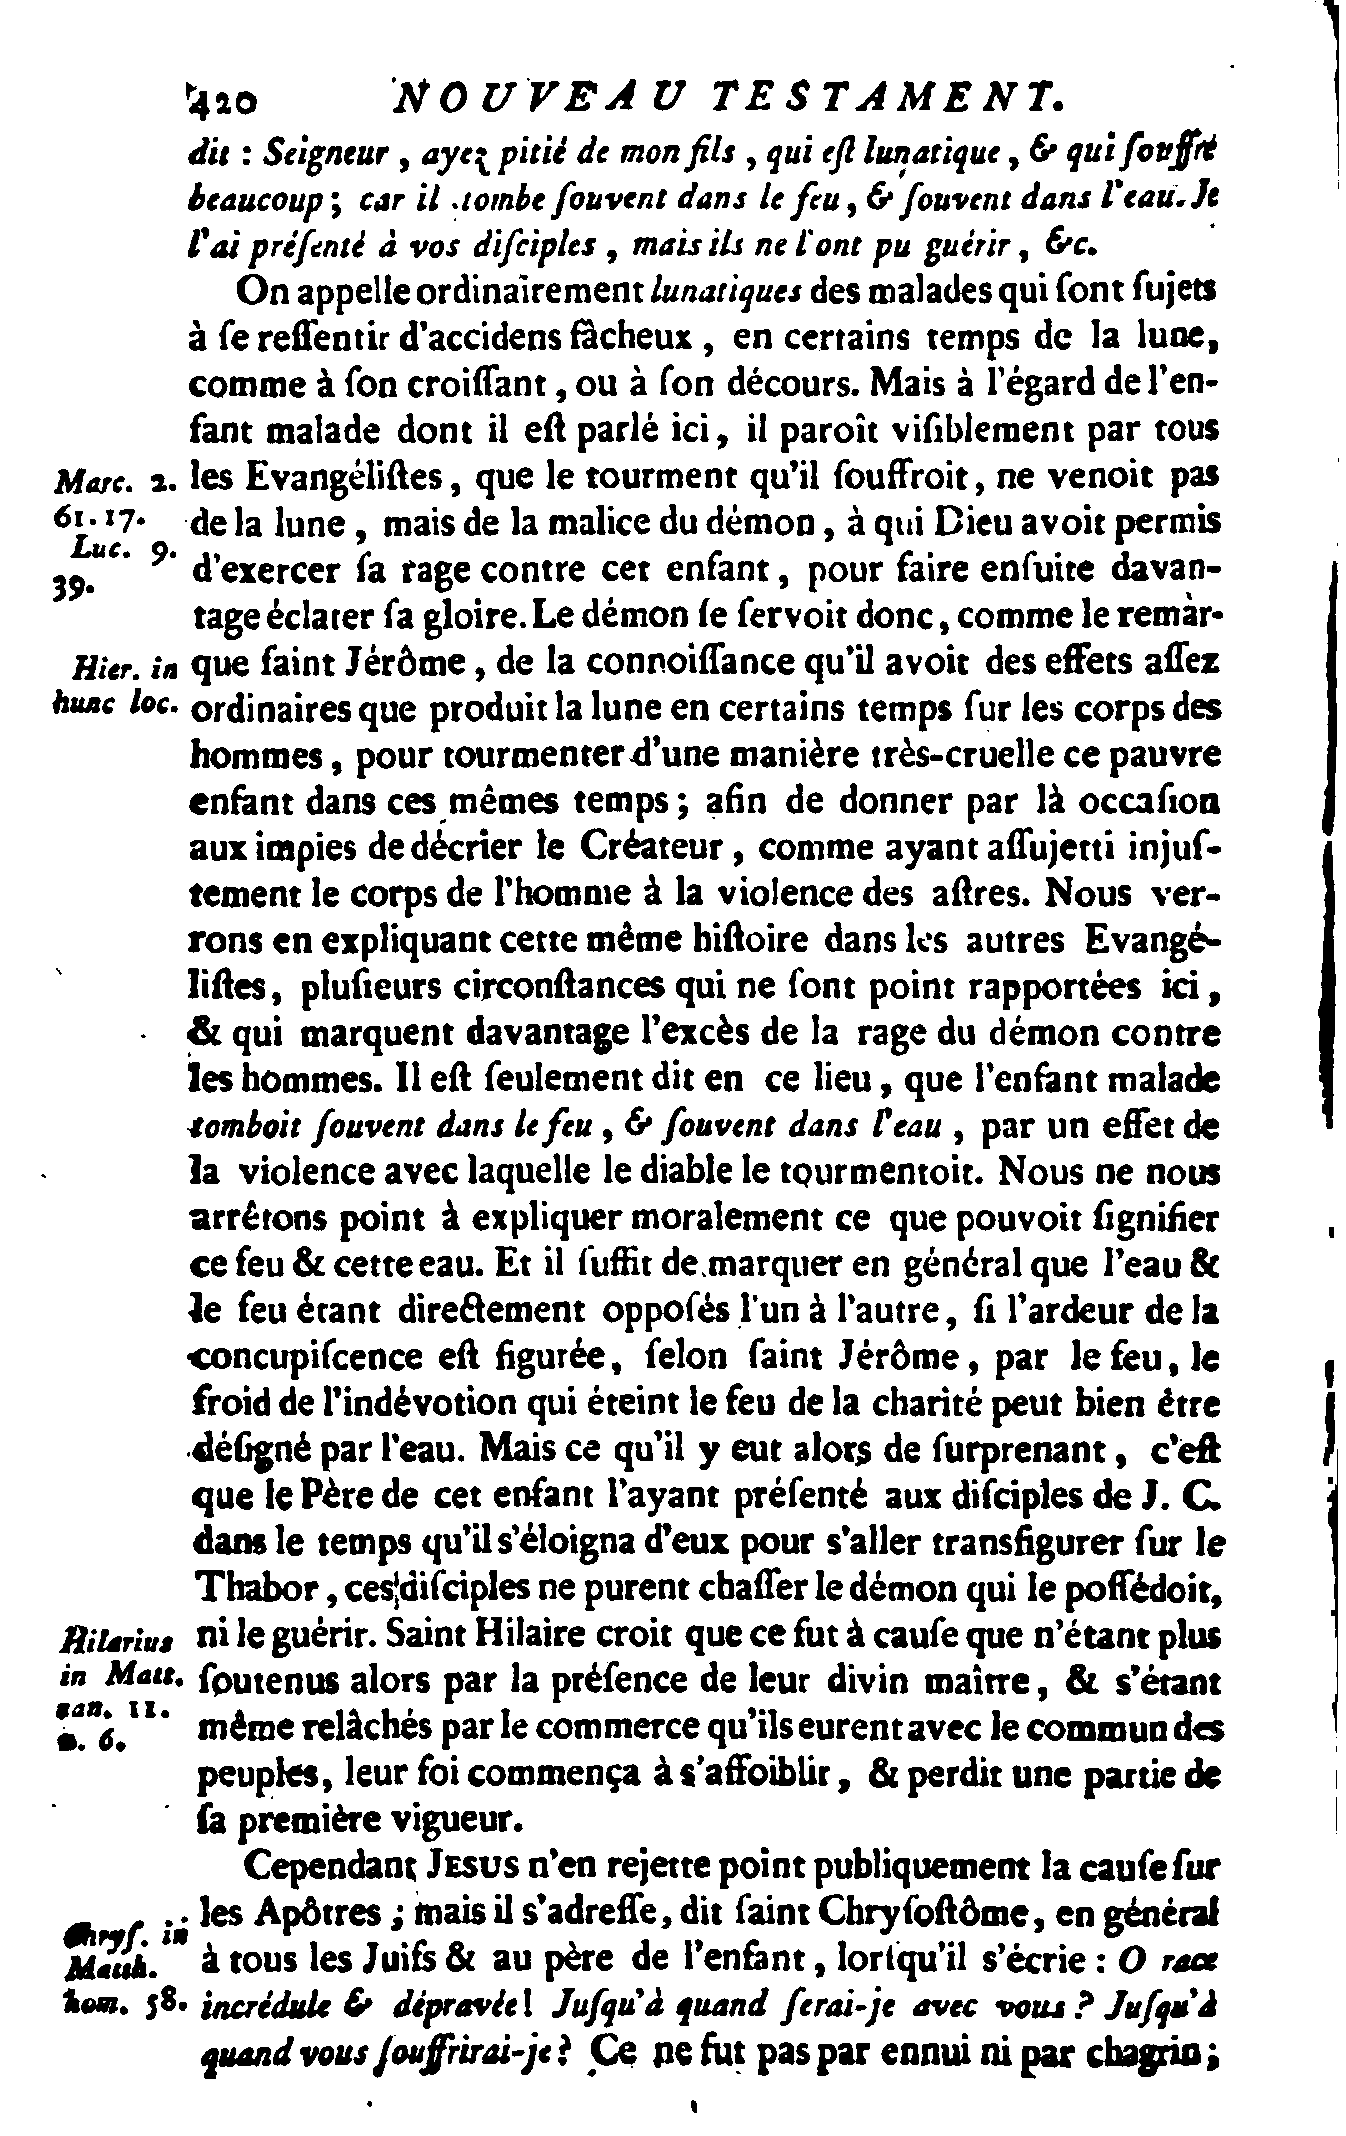 420 NOUVEAU TESTAMENT.
dit : Seigneur, ayez pitié de mon fils, qui eſt lunatique, & qui ſouffre
beaucoup; car il tombe ſouvent dans le feu, & ſouvent dans l'eau. Je
l'ai préſenté à vos diſciples, mais ils ne l'ont pu guérir, &c.
On appelle ordinairement lunatiques des malades qui ſont ſujets
à ſe reſſentir d'accidens fâcheux, en certains temps de la lune,
comme à ſon croiſſant, ou à ſon décours. Mais à l'égard de l'en-
fant malade dont il eſt parlé ici, il paroît viſiblement par tous
Marc. 2. les Evangéliſtes, que le tourment qu'il ſouffroit, ne venoit pas
61. 17. de la lune, mais de la malice du démon, à qui Dieu avoit permis
Luc. 9.
39. d'exercer ſa rage contre cet enfant, pour faire enſuite davan-
tage éclater ſa gloire. Le démon ſe ſervoit donc, comme le remar-
Hier. in que ſaint Jérôme, de la connoiſſance qu'il avoit des effets aſſez
hunc loc. ordinaires que produit la lune en certains temps ſur les corps des
hommes, pour tourmenter d'une manière très-cruelle ce pauvre
enfant dans ces mêmes temps; afin de donner par là occaſion
aux impies de décrier le Créateur, comme ayant aſſujetti injuſ-
tement le corps de l'homme à la violence des aſtres. Nous ver-
rons en expliquant cette même hiſtoire dans les autres Evangé-
liſtes, pluſieurs circonſtances qui ne ſont point rapportées ici,
& qui marquent davantage l'excès de la rage du démon contre
les hommes. Il eſt ſeulement dit en ce lieu, que l'enfant malade
tomboit ſouvent dans le feu, & ſouvent dans l'eau, par un effet de
la violence avec laquelle le diable le tourmentoit. Nous ne nous
arrêtons point à expliquer moralement ce que pouvoit ſignifier
ce feu & cette eau. Et il ſuffit de marquer en général que l'eau &
le feu étant directement oppoſés l'un à l'autre, ſi l'ardeur de la
concupiſcence eſt figurée, ſelon ſaint Jérôme, par le feu, le
froid de l'indévotion qui éteint le feu de la charité peut bien être
déſigné par l'eau. Mais ce qu'il y eut alors de ſurprenant, c'eſt
que le Père de cet enfant l'ayant préſenté aux diſciples de J. C.
dans le temps qu'il s'éloigna d'eux pour s'aller transfigurer ſur le
Thabor, ces diſciples ne purent chaſſer le démon qui le poſſédoit,
Hilarius ni le guérir. Saint Hilaire croit que ce fut à cauſe que n'étant plus
in Matt. ſoutenus alors par la préſence de leur divin maître, & s'étant
can. 11.
n. 6. même relâchés par le commerce qu'ils eurent avec le commun des
peuples, leur foi commença à s'affoiblir, & perdit une partie de
ſa première vigueur.
Cependant JESUS n'en rejette point publiquement la cauſe ſur
les Apôtres; mais il s'adreſſe, dit ſaint Chryſoſtôme, en général
Chryſ. in
Matth. à tous les Juifs & au père de l'enfant, lorſqu'il s'écrie : O race
hom. 58. incrédule & dépravée! Juſqu'à quand ſerai-je avec vous? Juſqu'à
quand vous ſouffrirai-je? Ce ne fut pas par ennui ni par chagrin;